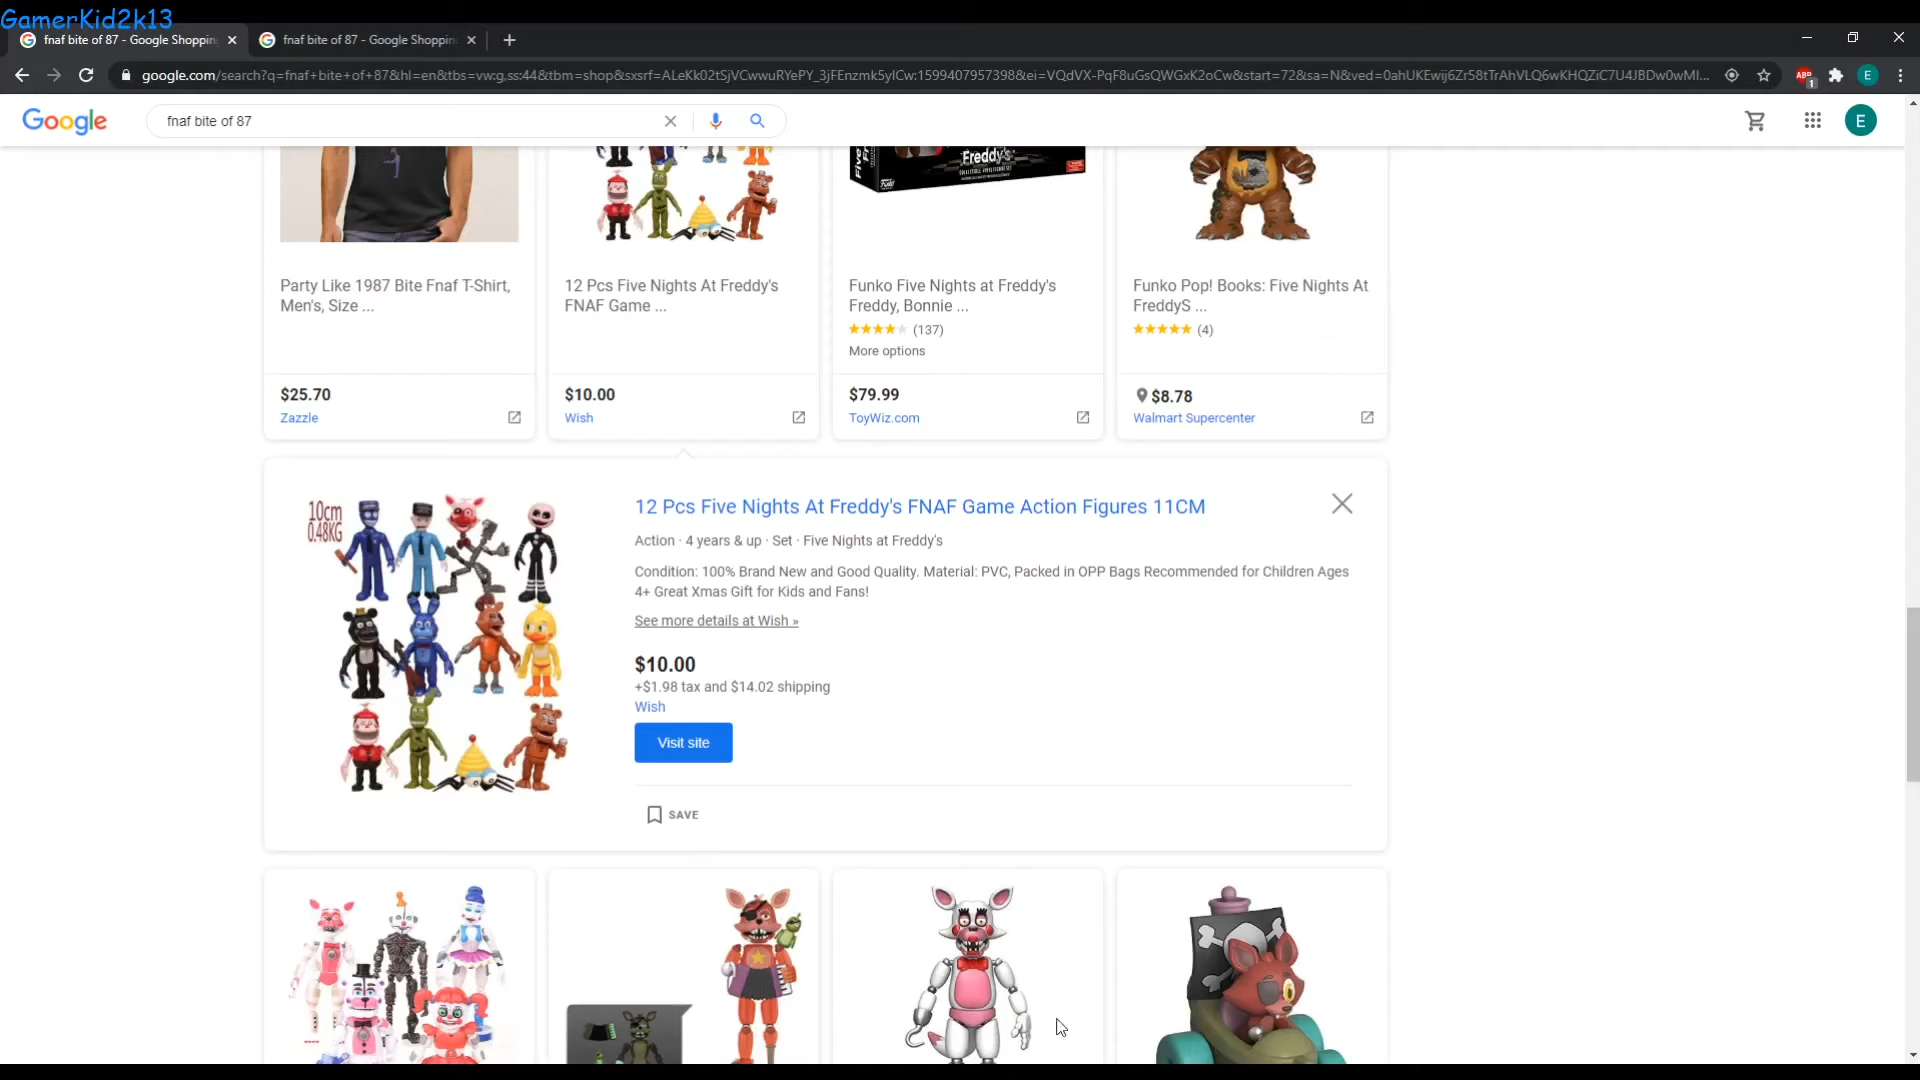 GamerKid2k13
fnaf bite of 87 - Google Shoppin
fnaf bite of 87 - Google Shoppin
google.com/search?q=fnaf+bite+of+87&hl=en&tbs=vw:g,ss:44&tbm=shop&sxsrf=ALeKk02tSjVCwwuRYePY_3jFEnzmk5ylCw:1599407957398&ei=VQdVX-PqF8uGsQWGxK2oCw&start=72&sa=N&ved=0ahUKEwij6Zr58tTrAhVLQ6wKHQZiC7U4JBDw0wMI...
ABP
1
E
Google
fnaf bite of 87
E
Freddy's
Funko
Party Like 1987 Bite Fnaf T-Shirt,
Men's, Size ...
$25.70
Zazzle
12 Pcs Five Nights At Freddy's
FNAF Game ...
$10.00
Wish
Funko Five Nights at Freddy's
Freddy, Bonnie ...
(137)
More options
$79.99
ToyWiz.com
Funko Pop! Books: Five Nights At
FreddyS ...
(4)
$8.78
Walmart Supercenter
10cm
0.48KG
12 Pcs Five Nights At Freddy's FNAF Game Action Figures 11CM
Action · 4 years & up · Set · Five Nights at Freddy's
Condition: 100% Brand New and Good Quality. Material: PVC, Packed in OPP Bags Recommended for Children Ages
4+ Great Xmas Gift for Kids and Fans!
See more details at Wish »
$10.00
+$1.98 tax and $14.02 shipping
Wish
Visit site
SAVE